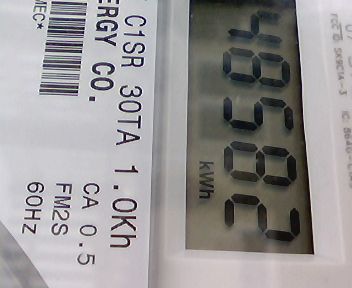 48582
kWh
C1SR 30TA 1.0Kh
ERGY CO.
CA 0.5
FM2S
60HZ